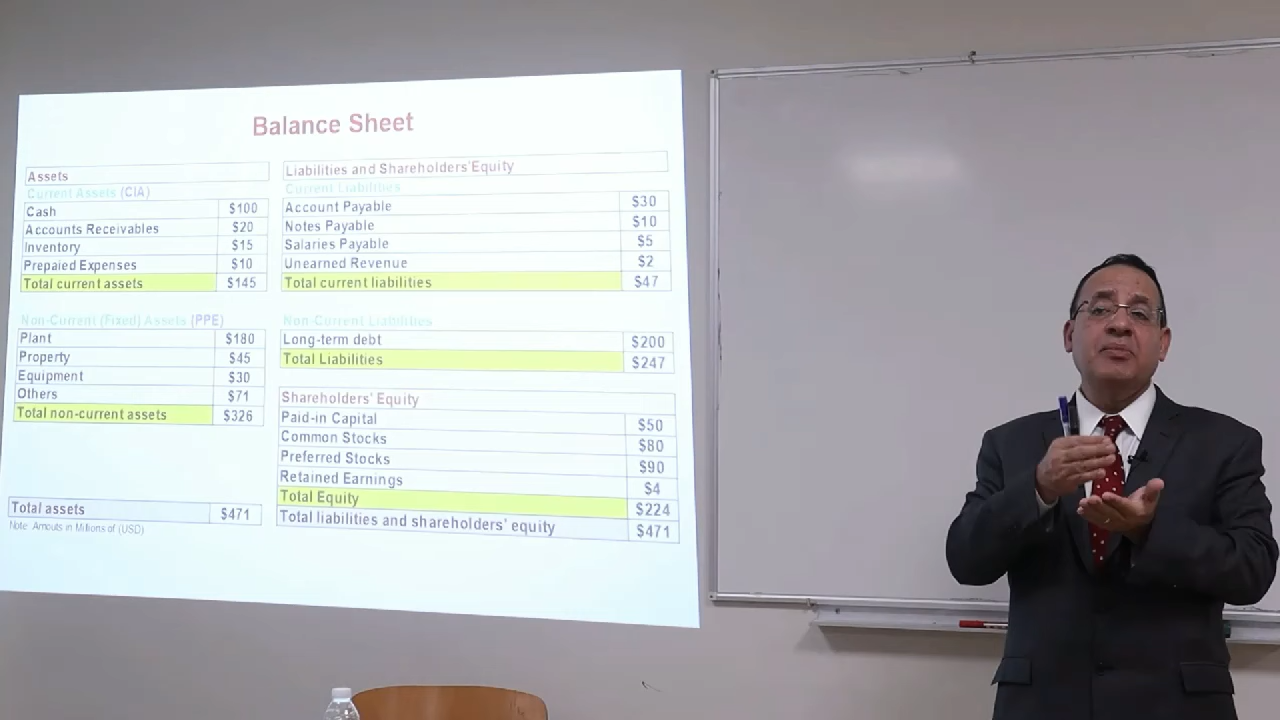 Balance Sheet
Assets
Current Assets (CIA)
Cash $100
Accounts Receivables $20
Inventory $15
Prepaied Expenses $10
Total current assets $145
Non-Current (Fixed) Assets (PPE)
Plant $180
Property $45
Equipment $30
Others $71
Total non-current assets $326
Total assets $471
Note: Amouts in Millions of (USD)
Liabilities and Shareholders'Equity
Current Liabilities
Account Payable $30
Notes Payable $10
Salaries Payable $5
Unearned Revenue $2
Total current liabilities $47
Non-Current Liabilities
Long-term debt $200
Total Liabilities $247
Shareholders' Equity
Paid-in Capital $50
Common Stocks $80
Preferred Stocks $90
Retained Earnings $4
Total Equity $224
Total liabilities and shareholders' equity $471